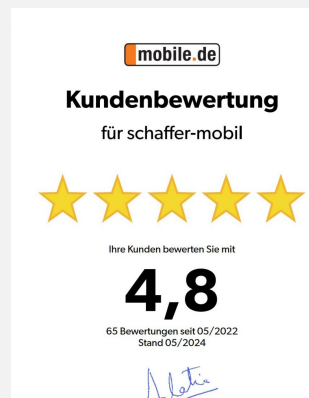 mobile.de
Kundenbewertung
für schaffer-mobil
Ihre Kunden bewerten Sie mit
4,8
65 Bewertungen seit 05/2022
Stand 05/2024